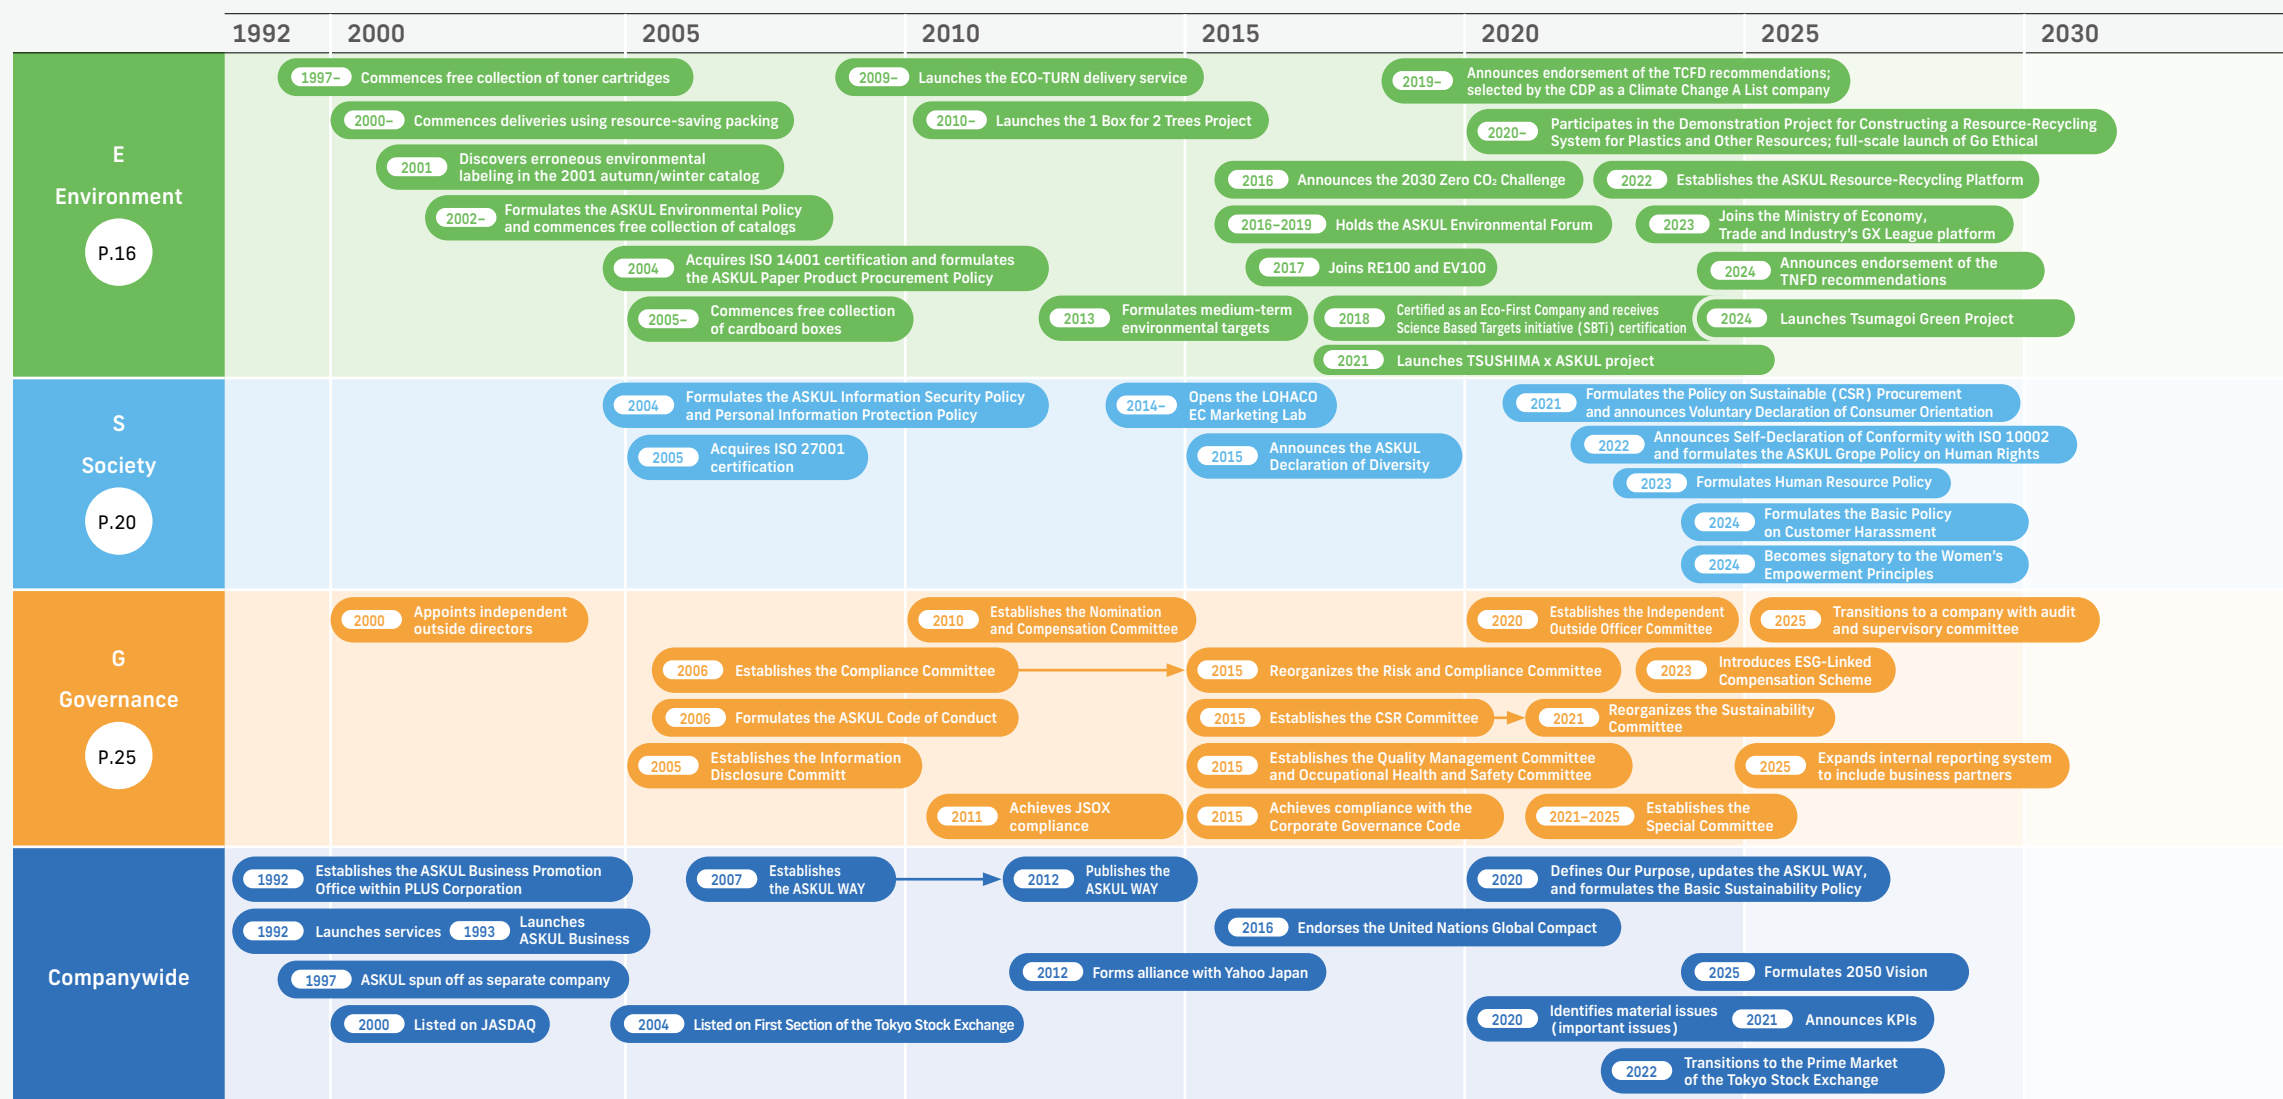 1992
2000
2005
2010
2015
2020
2025
2030
E
Environment
P.16
1997– Commences free collection of toner cartridges
2009– Launches the ECO-TURN delivery service
2019– Announces endorsement of the TCFD recommendations;
selected by the CDP as a Climate Change A List company
2000– Commences deliveries using resource-saving packing
2010– Launches the 1 Box for 2 Trees Project
2020– Participates in the Demonstration Project for Constructing a Resource-Recycling
System for Plastics and Other Resources; full-scale launch of Go Ethical
2001 Discovers erroneous environmental
labeling in the 2001 autumn/winter catalog
2016 Announces the 2030 Zero CO₂ Challenge
2022 Establishes the ASKUL Resource-Recycling Platform
2002– Formulates the ASKUL Environmental Policy
and commences free collection of catalogs
2016–2019 Holds the ASKUL Environmental Forum
2023 Joins the Ministry of Economy,
Trade and Industry's GX League platform
2004 Acquires ISO 14001 certification and formulates
the ASKUL Paper Product Procurement Policy
2017 Joins RE100 and EV100
2024 Announces endorsement of the
TNFD recommendations
2005– Commences free collection
of cardboard boxes
2013 Formulates medium-term
environmental targets
2018 Certified as an Eco-First Company and receives
Science Based Targets initiative (SBTi) certification
2024 Launches Tsumagoi Green Project
2021 Launches TSUSHIMA x ASKUL project
S
Society
P.20
2004 Formulates the ASKUL Information Security Policy
and Personal Information Protection Policy
2014– Opens the LOHACO
EC Marketing Lab
2021 Formulates the Policy on Sustainable (CSR) Procurement
and announces Voluntary Declaration of Consumer Orientation
2005 Acquires ISO 27001
certification
2015 Announces the ASKUL
Declaration of Diversity
2022 Announces Self-Declaration of Conformity with ISO 10002
and formulates the ASKUL Grope Policy on Human Rights
2023 Formulates Human Resource Policy
2024 Formulates the Basic Policy
on Customer Harassment
2024 Becomes signatory to the Women's
Empowerment Principles
G
Governance
P.25
2000 Appoints independent
outside directors
2010 Establishes the Nomination
and Compensation Committee
2020 Establishes the Independent
Outside Officer Committee
2025 Transitions to a company with audit
and supervisory committee
2006 Establishes the Compliance Committee
2015 Reorganizes the Risk and Compliance Committee
2023 Introduces ESG-Linked
Compensation Scheme
2006 Formulates the ASKUL Code of Conduct
2015 Establishes the CSR Committee
2021 Reorganizes the Sustainability
Committee
2005 Establishes the Information
Disclosure Committ
2015 Establishes the Quality Management Committee
and Occupational Health and Safety Committee
2025 Expands internal reporting system
to include business partners
2011 Achieves JSOX
compliance
2015 Achieves compliance with the
Corporate Governance Code
2021–2025 Establishes the
Special Committee
Companywide
1992 Establishes the ASKUL Business Promotion
Office within PLUS Corporation
2007 Establishes
the ASKUL WAY
2012 Publishes the
ASKUL WAY
2020 Defines Our Purpose, updates the ASKUL WAY,
and formulates the Basic Sustainability Policy
1992 Launches services
1993 Launches
ASKUL Business
2016 Endorses the United Nations Global Compact
1997 ASKUL spun off as separate company
2012 Forms alliance with Yahoo Japan
2025 Formulates 2050 Vision
2000 Listed on JASDAQ
2004 Listed on First Section of the Tokyo Stock Exchange
2020 Identifies material issues
(important issues)
2021 Announces KPIs
2022 Transitions to the Prime Market
of the Tokyo Stock Exchange